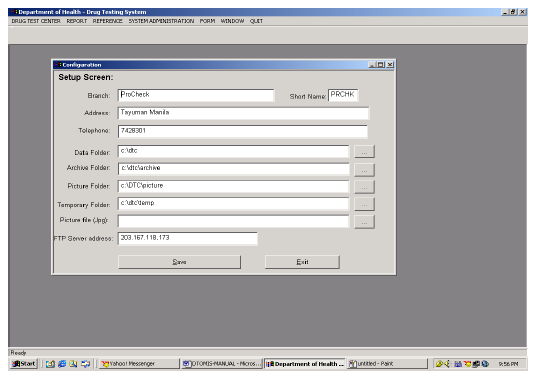 Department of Health - Drug Testing System
DRUG TEST CENTER REPORT REFERENCE SYSTEM ADMINISTRATION FORM WINDOW QUIT
Configuration
Setup Screen:
Branch: ProCheck Short Name: PRCHK
Address: Tayuman Manila
Telephone: 7428301
Data Folder: c:\dtc ...
Archive Folder: c:\dtc\archive ...
Picture Folder: c:\DTC\picture ...
Temporary Folder: c:\dtc\temp ...
Picture file (Jpg): ...
FTP Server address: 203.167.118.173
Save Exit
Ready
Start Yahoo! Messenger DTOMIS-MANUAL - Micros... Department of Health ... untitled - Paint 9:56 PM